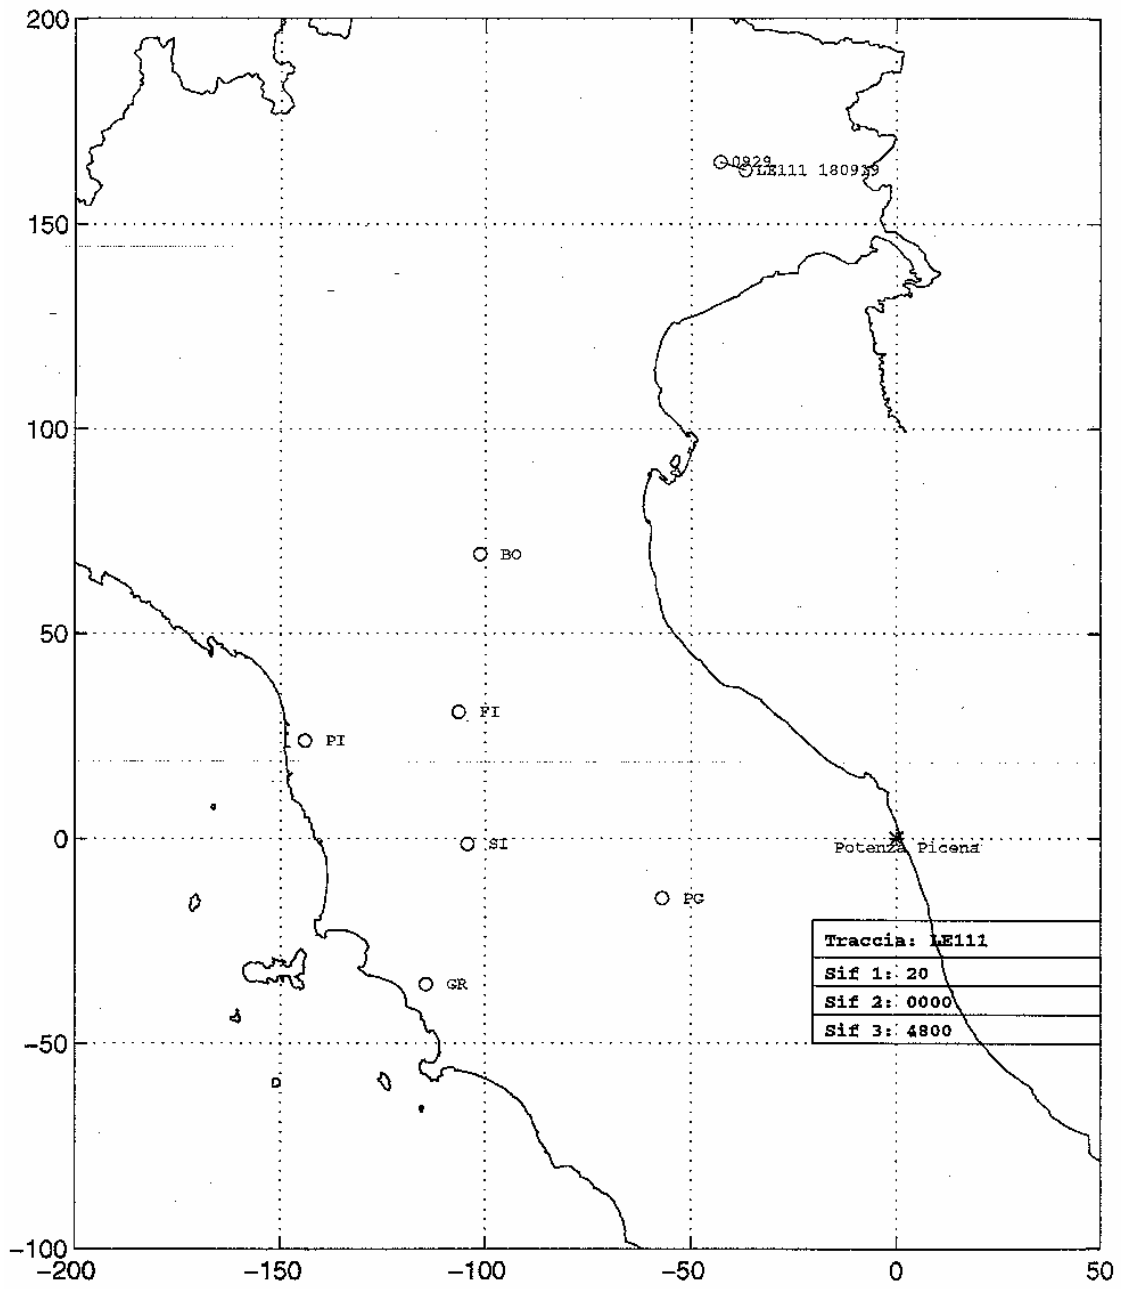 200
0929
LE111 180919
150
100
BO
50
FI
PI
0
SI
Potenza Picena
PG
Traccia: LE111
Sif 1: 20
GR
Sif 2: 0000
Sif 3: 4800
-50
-100
-200 -150 -100 -50 0 50